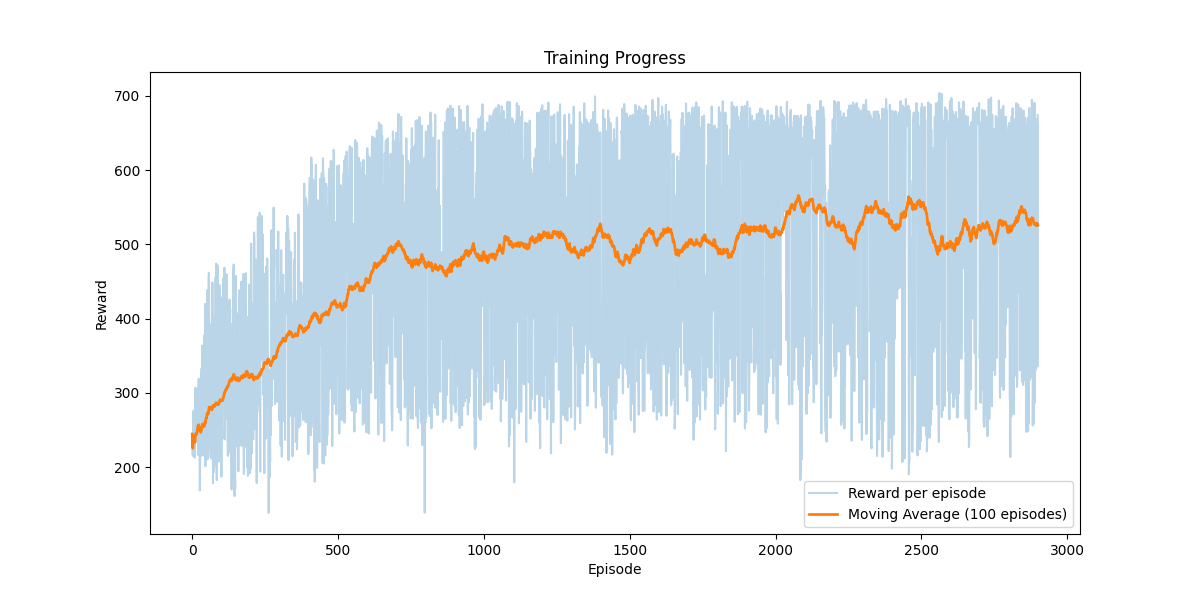 Training Progress
700
600
500
400
300
200
Reward
0
500
1000
1500
2000
2500
3000
Episode
Reward per episode
Moving Average (100 episodes)